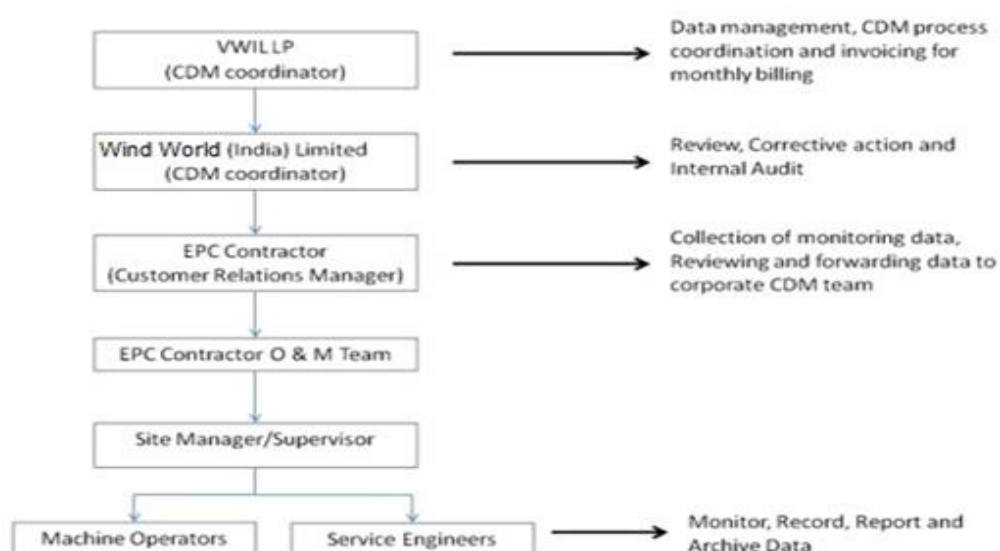 VWILLP
(CDM coordinator)
Data management, CDM process
coordination and invoicing for
monthly billing
Wind World (India) Limited
(CDM coordinator)
Review, Corrective action and
Internal Audit
EPC Contractor
(Customer Relations Manager)
Collection of monitoring data,
Reviewing and forwarding data to
corporate CDM team
EPC Contractor O & M Team
Site Manager/Supervisor
Machine Operators
Service Engineers
Monitor, Record, Report and
Archive Data